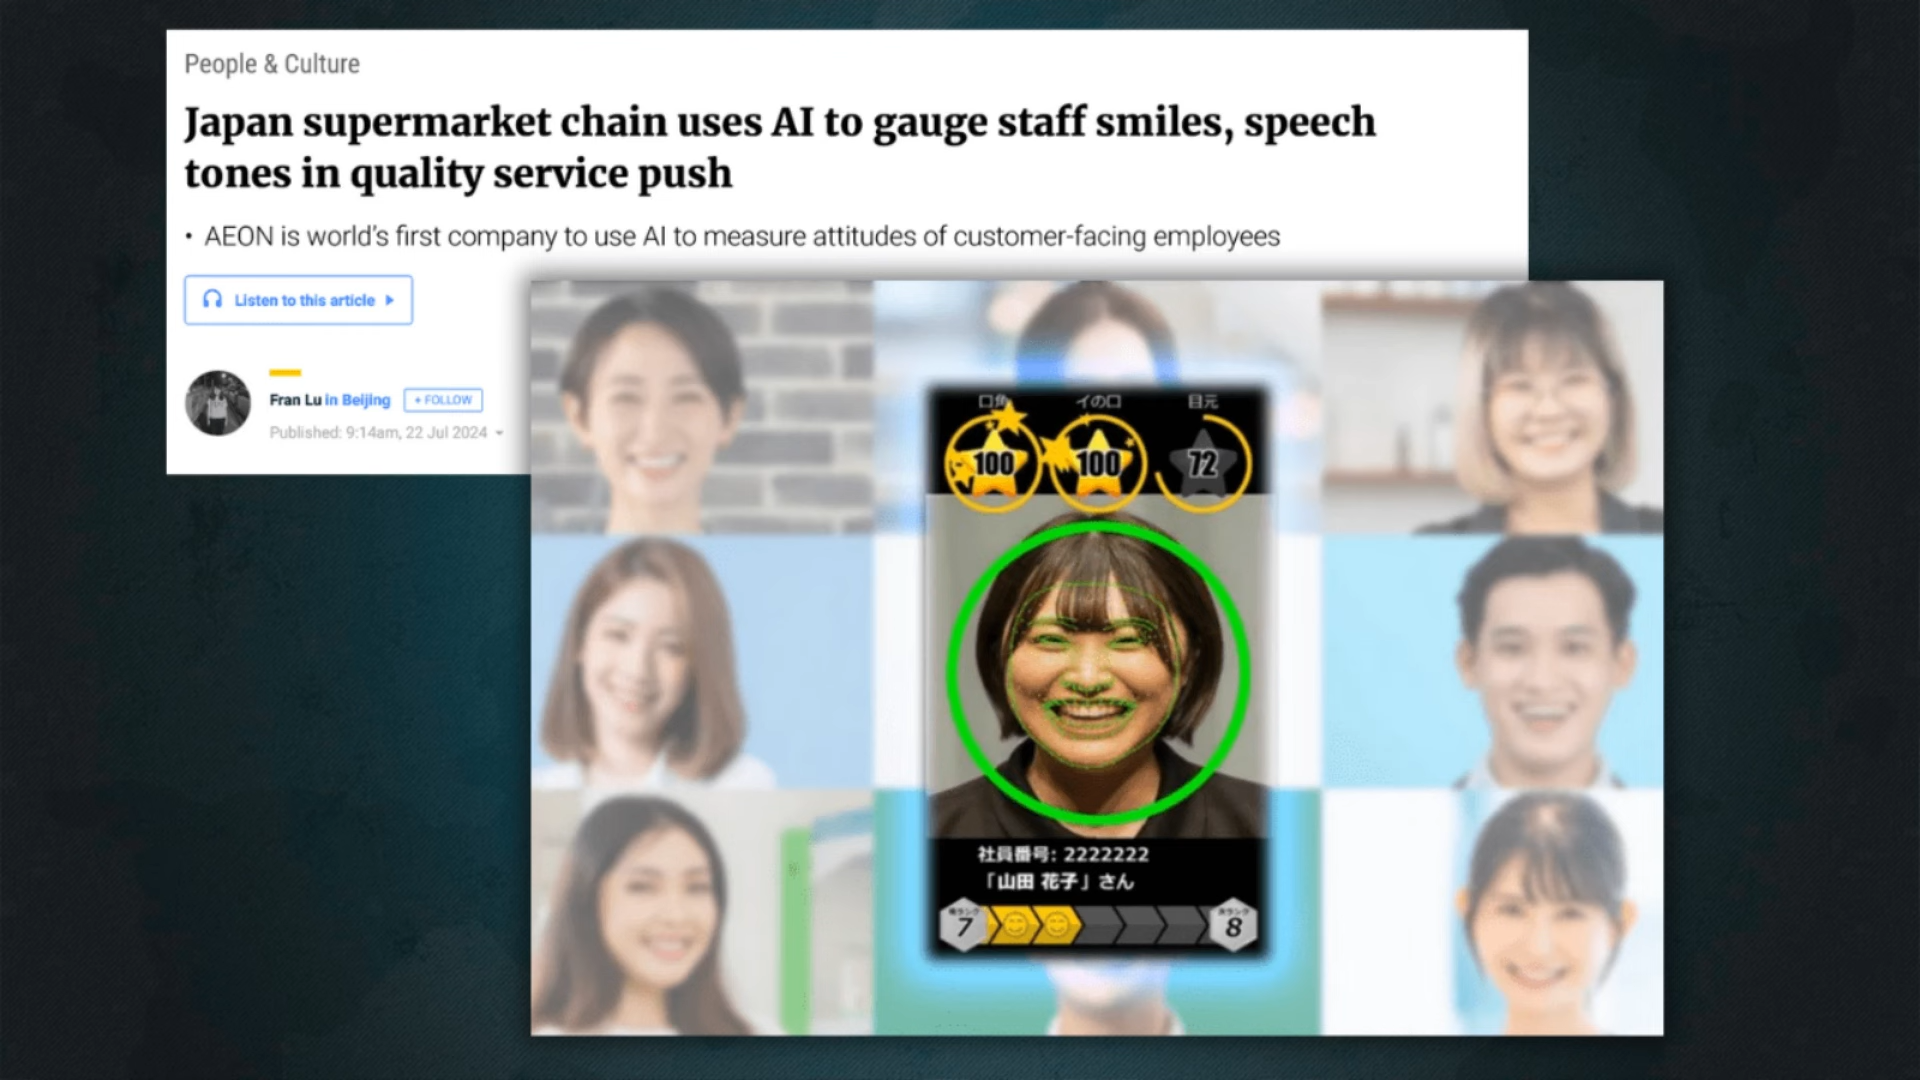 People & Culture
Japan supermarket chain uses AI to gauge staff smiles, speech
tones in quality service push
• AEON is world's first company to use AI to measure attitudes of customer-facing employees
Listen to this article
Fran Lu in Beijing
+ FOLLOW
Published: 9:14am, 22 Jul 2024
口角 イの口 目元
100 100 72
社員番号: 2222222
「山田 花子」さん
7 8